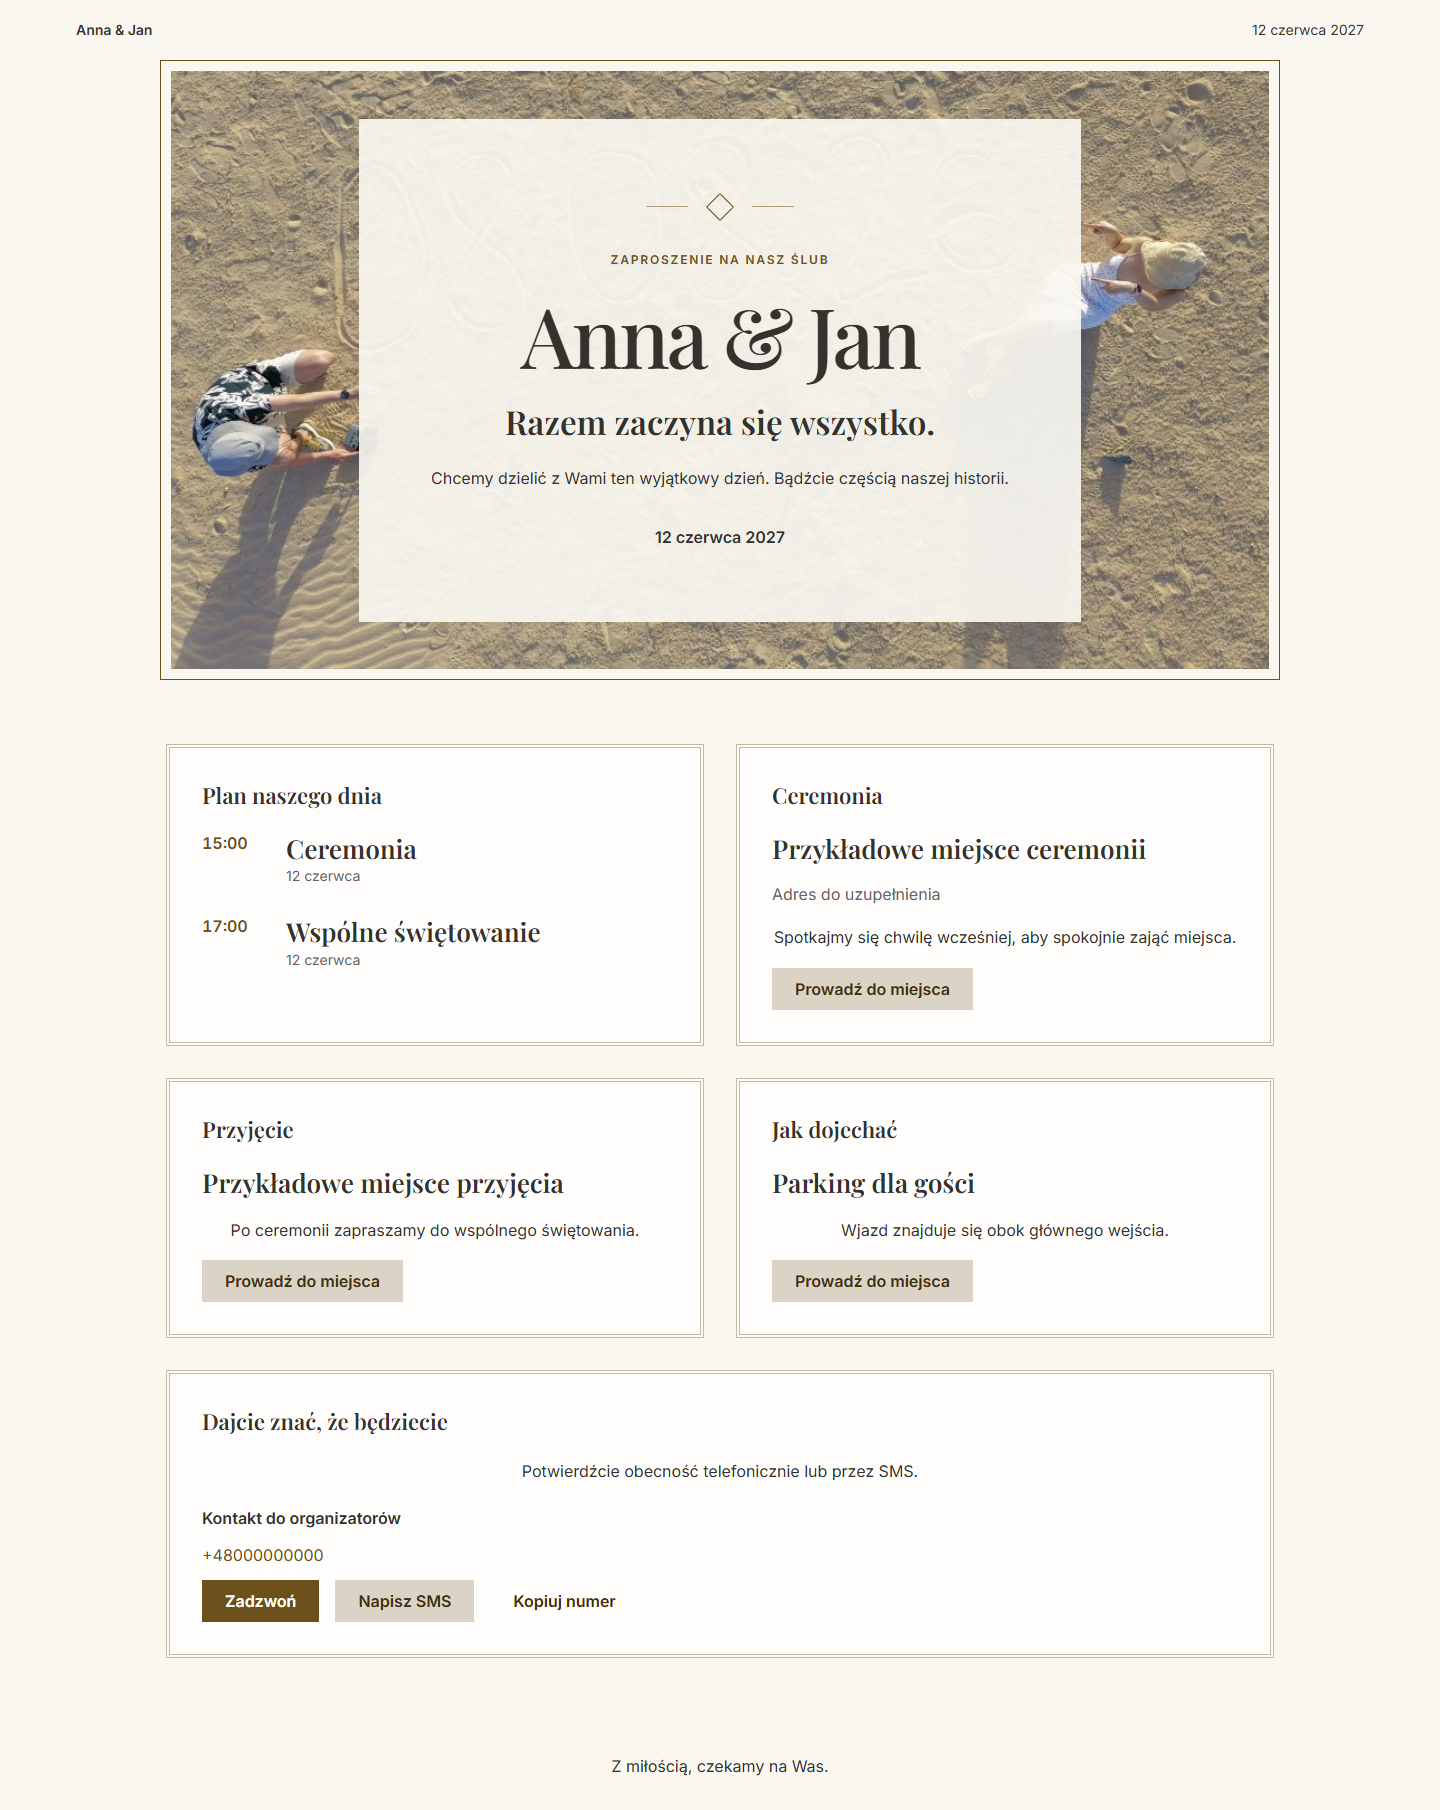 Anna & Jan
12 czerwca 2027
ZAPROSZENIE NA NASZ ŚLUB
Anna & Jan
Razem zaczyna się wszystko.
Chcemy dzielić z Wami ten wyjątkowy dzień. Bądźcie częścią naszej historii.
12 czerwca 2027
Plan naszego dnia
15:00
Ceremonia
12 czerwca
17:00
Wspólne świętowanie
12 czerwca
Ceremonia
Przykładowe miejsce ceremonii
Adres do uzupełnienia
Spotkajmy się chwilę wcześniej, aby spokojnie zająć miejsca.
Prowadź do miejsca
Przyjęcie
Przykładowe miejsce przyjęcia
Po ceremonii zapraszamy do wspólnego świętowania.
Prowadź do miejsca
Jak dojechać
Parking dla gości
Wjazd znajduje się obok głównego wejścia.
Prowadź do miejsca
Dajcie znać, że będziecie
Potwierdźcie obecność telefonicznie lub przez SMS.
Kontakt do organizatorów
+48000000000
Zadzwoń
Napisz SMS
Kopiuj numer
Z miłością, czekamy na Was.